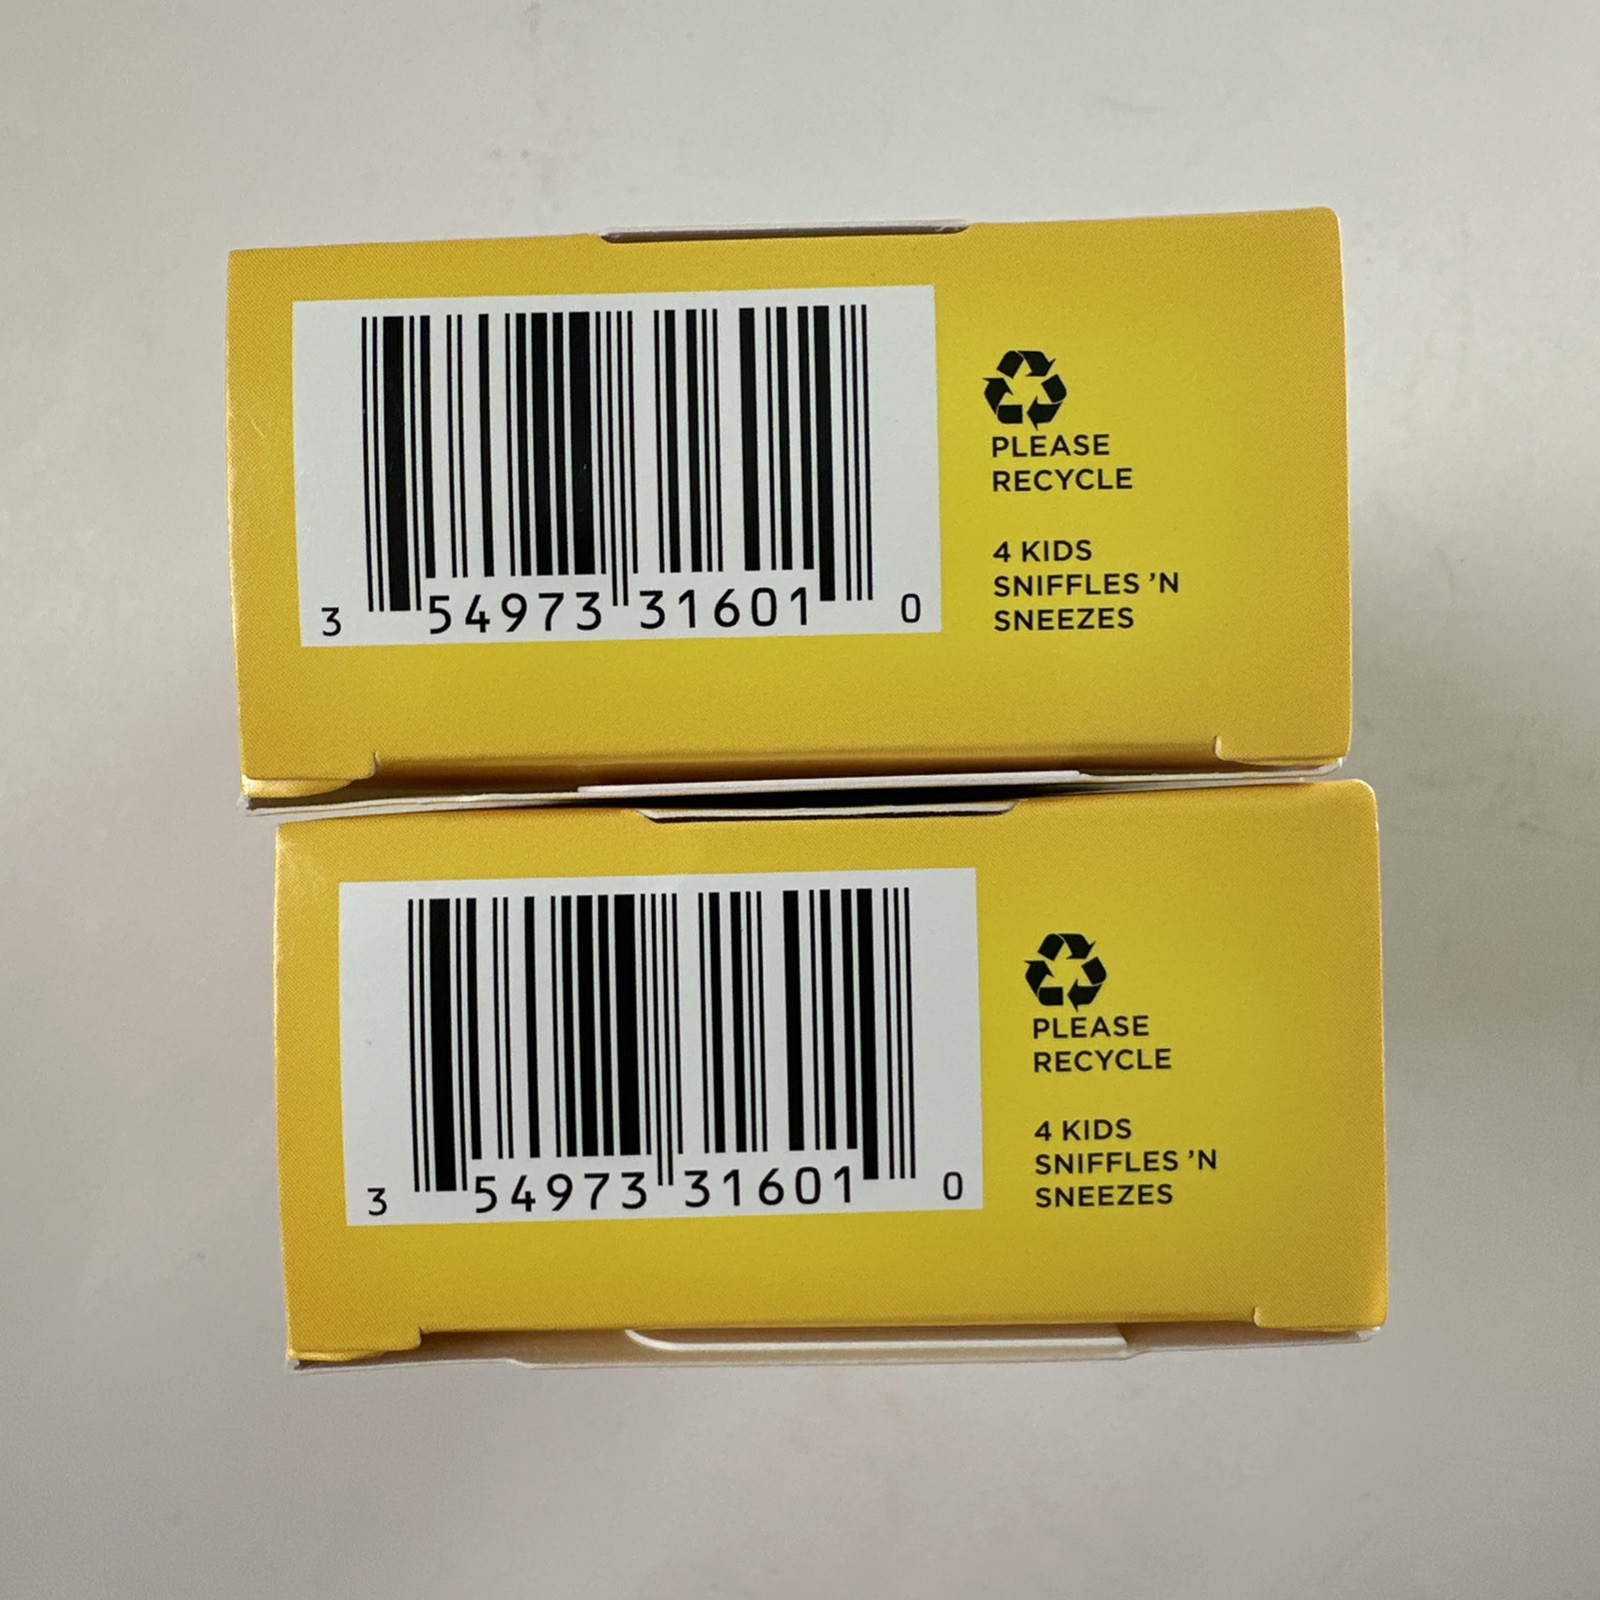 3 54973 31601 0
PLEASE
RECYCLE
4 KIDS
SNIFFLES 'N
SNEEZES
3 54973 31601 0
PLEASE
RECYCLE
4 KIDS
SNIFFLES 'N
SNEEZES